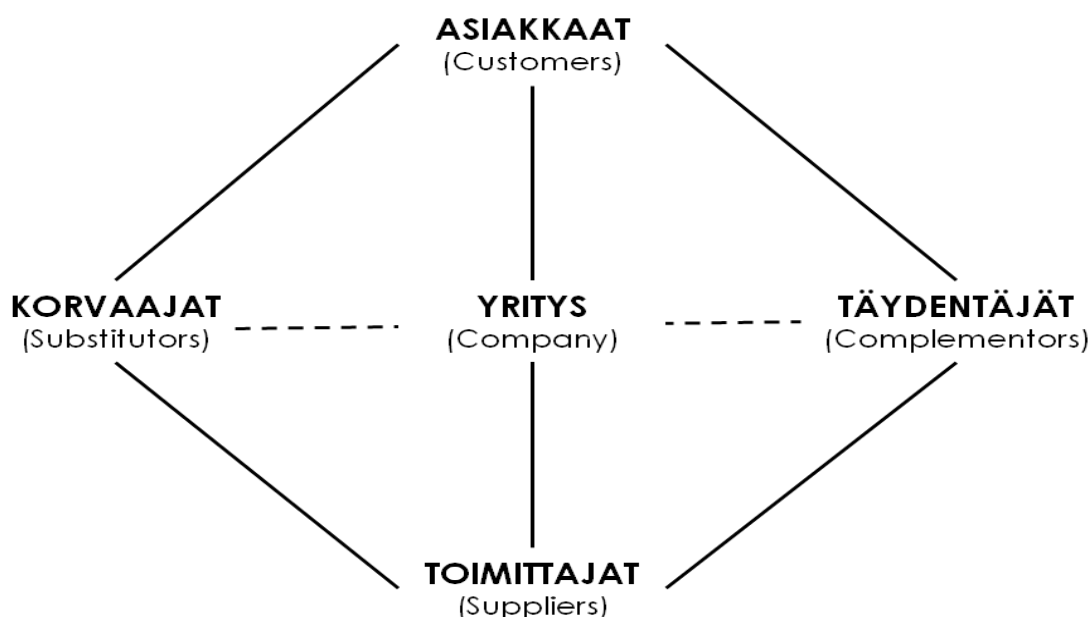 ASIAKKAAT
(Customers)
KORVAAJAT
(Substitutors)
YRITYS
(Company)
TÄYDENTÄJÄT
(Complementors)
TOIMITTAJAT
(Suppliers)